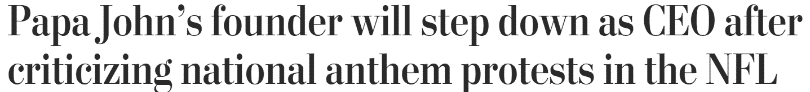 Papa John’s founder will step down as CEO after
criticizing national anthem protests in the NFL